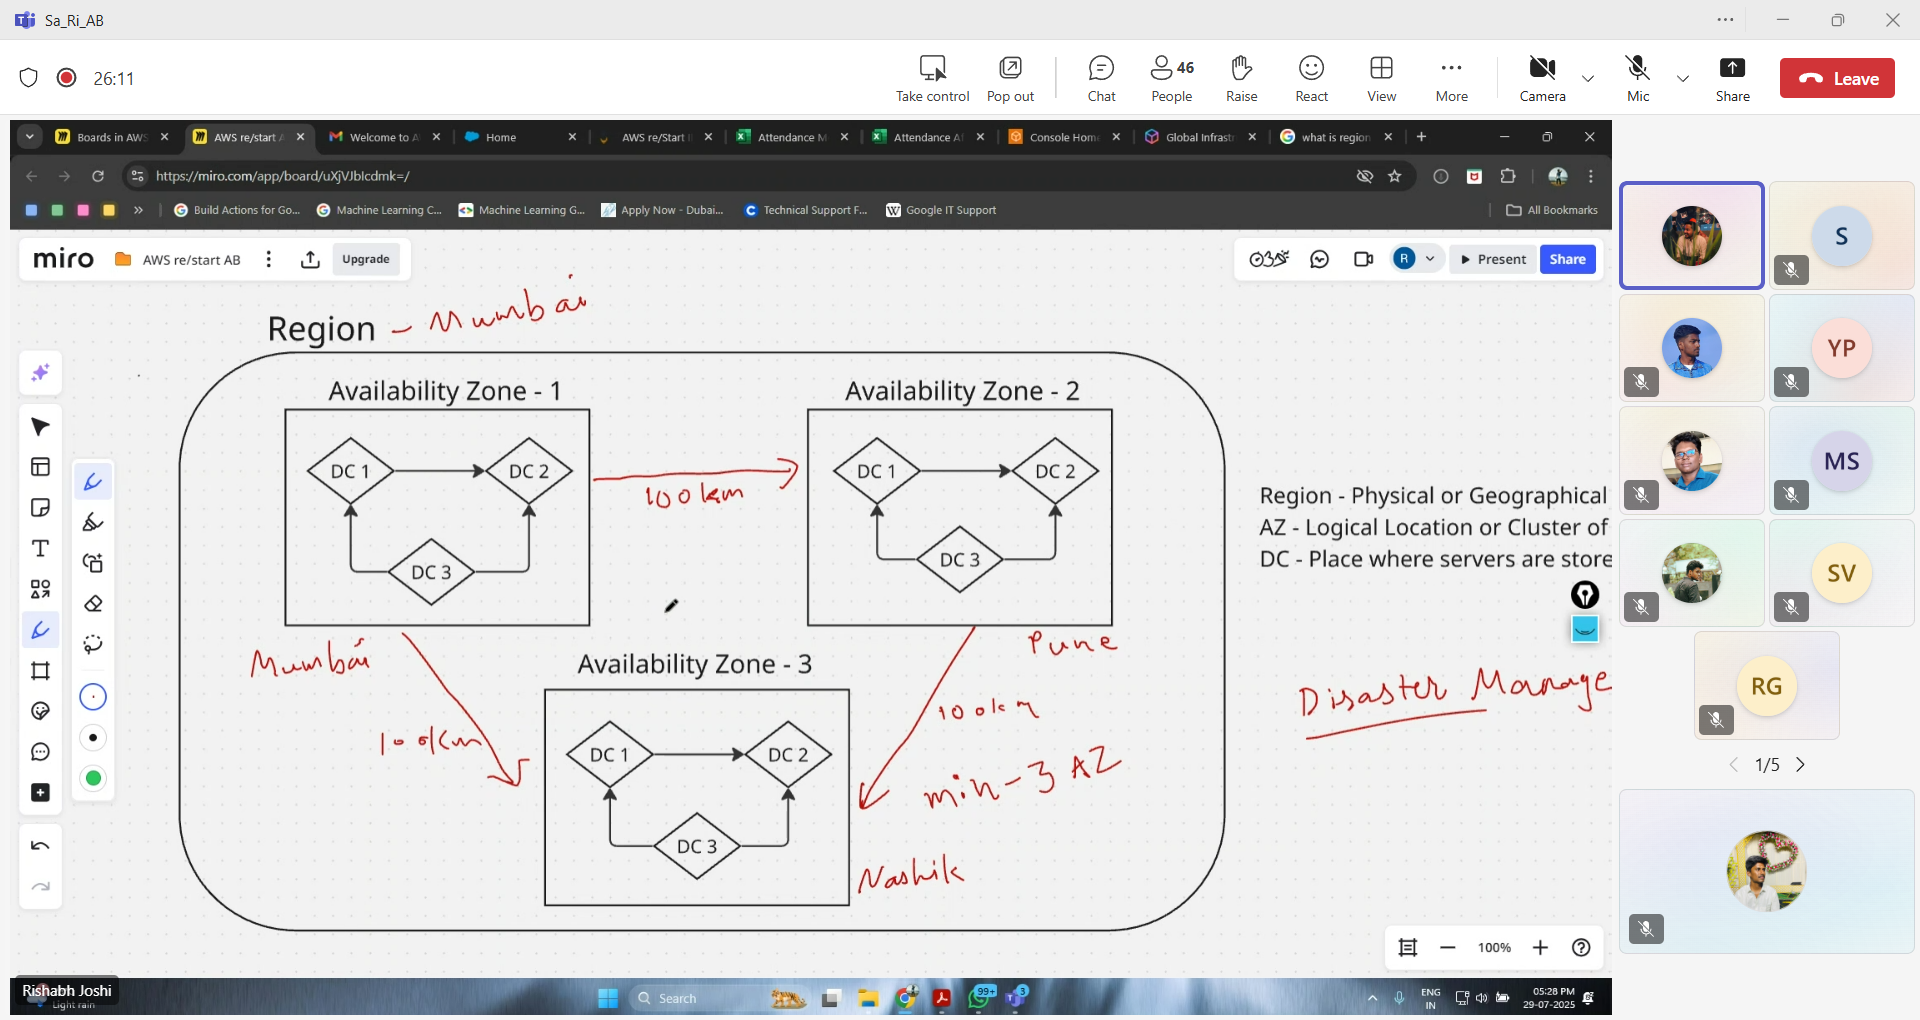 Sa_Ri_AB
26:11
Take control
Pop out
Chat
46
People
Raise
React
View
More
Camera
Mic
Share
Leave
Boards in AWS
AWS re/start A
Welcome to A
Home
AWS re/Start
Attendance M
Attendance A
Console Home
Global Infrastr
what is region
https://miro.com/app/board/uXjVJbIcdmk=/
Build Actions for Go...
Machine Learning C...
Machine Learning G...
Apply Now - Dubai...
Technical Support F...
Google IT Support
All Bookmarks
miro
AWS re/start AB
Upgrade
R
Present
Share
Region - Mumbai
Availability Zone - 1
Availability Zone - 2
DC 1
DC 2
DC 3
100km
DC 1
DC 2
DC 3
Region - Physical or Geographical
AZ - Logical Location or Cluster of
DC - Place where servers are store
Mumbai
Pune
Availability Zone - 3
100km
100km
DC 1
DC 2
DC 3
min - 3 AZ
Nashik
Disaster Manage
100%
S
YP
MS
SV
RG
1/5
Rishabh Joshi
Light rain
Search
99+
3
ENG
IN
05:28 PM
29-07-2025